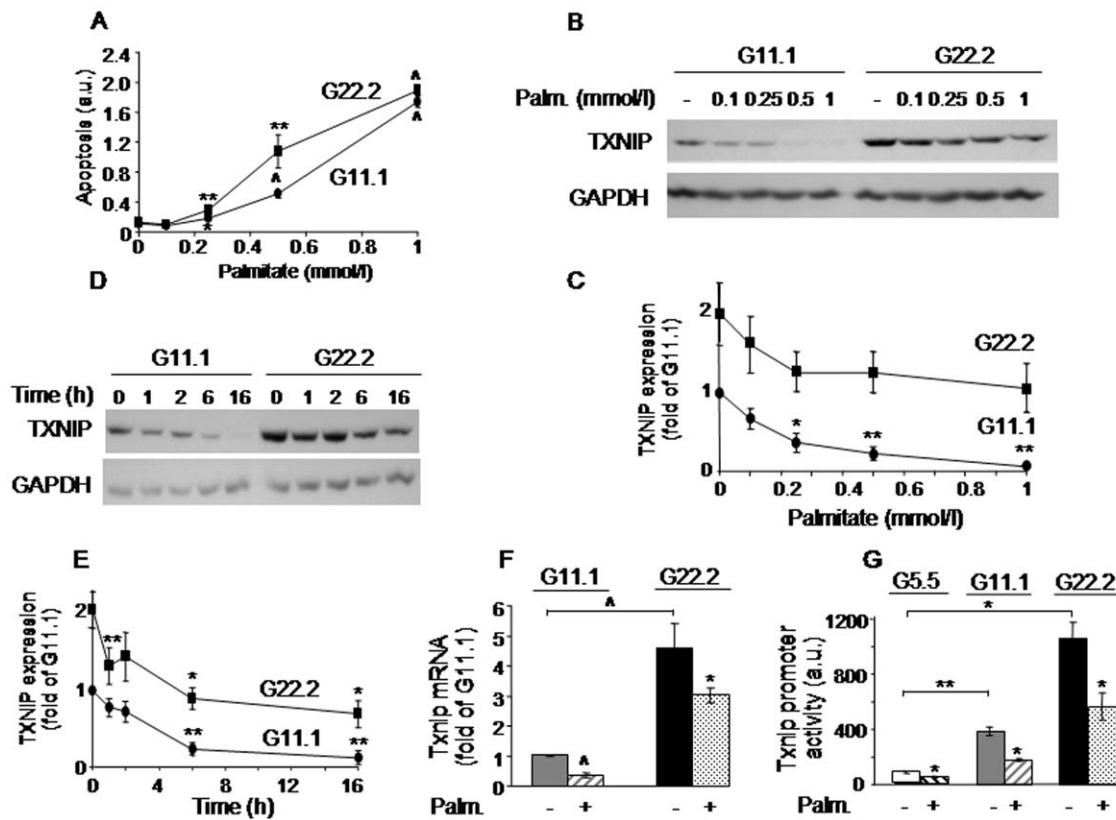 A
Apoptosis (a.u.)
2.4
2.0
1.6
1.2
0.8
0.4
0
G22.2
G11.1
^
^
**
^
**
*
0 0.2 0.4 0.6 0.8 1
Palmitate (mmol/l)
B
G11.1 G22.2
Palm. (mmol/l) - 0.1 0.25 0.5 1 - 0.1 0.25 0.5 1
TXNIP
GAPDH
D
G11.1 G22.2
Time (h) 0 1 2 6 16 0 1 2 6 16
TXNIP
GAPDH
C
TXNIP expression
(fold of G11.1)
2
1
0
G22.2
G11.1
* ** **
0 0.2 0.4 0.6 0.8 1
Palmitate (mmol/l)
E
TXNIP expression
(fold of G11.1)
2
1
0
** * *
G22.2
G11.1
** **
0 4 8 12 16
Time (h)
F
G11.1 G22.2
Txnip mRNA
(fold of G11.1)
6
5
4
3
2
1
0
^
^ *
Palm. - + - +
G
G5.5 G11.1 G22.2
Txnip promoter
activity (a.u.)
1200
800
400
0
*
**
* * *
Palm. - + - + - +